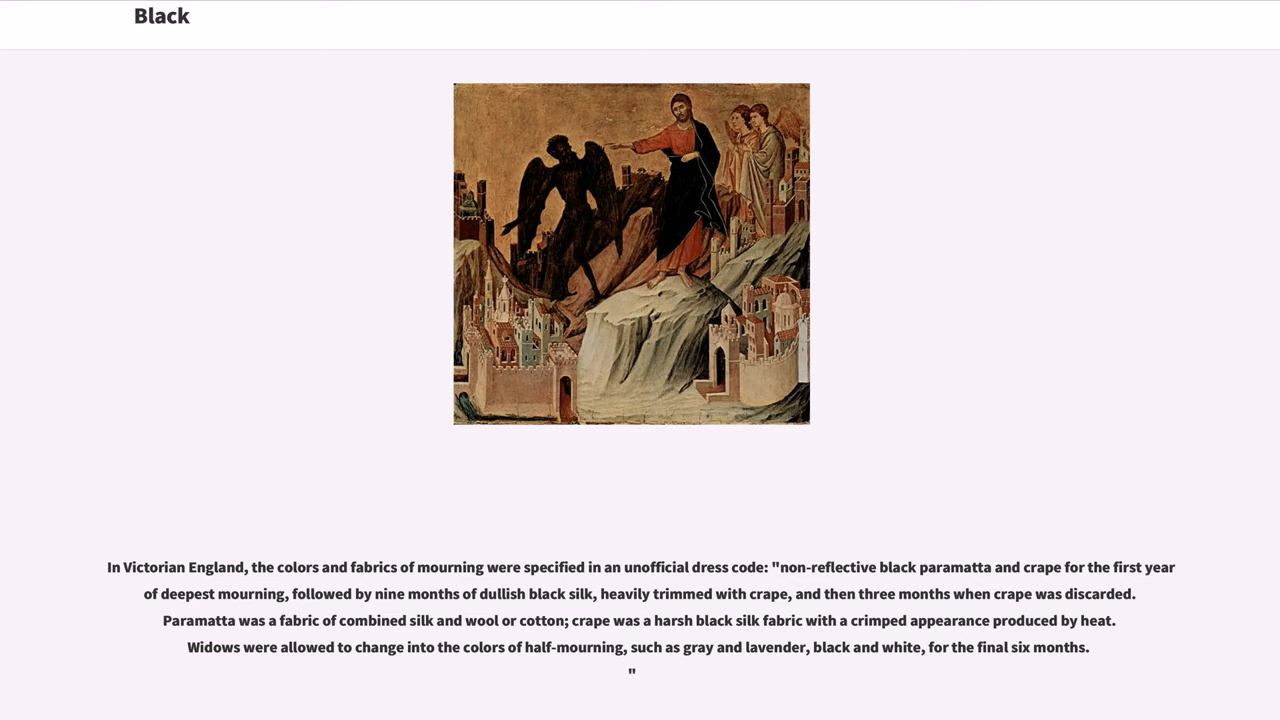 Black
In Victorian England, the colors and fabrics of mourning were specified in an unofficial dress code: "non-reflective black paramatta and crape for the first year
of deepest mourning, followed by nine months of dullish black silk, heavily trimmed with crape, and then three months when crape was discarded.
Paramatta was a fabric of combined silk and wool or cotton; crape was a harsh black silk fabric with a crimped appearance produced by heat.
Widows were allowed to change into the colors of half-mourning, such as gray and lavender, black and white, for the final six months.
"